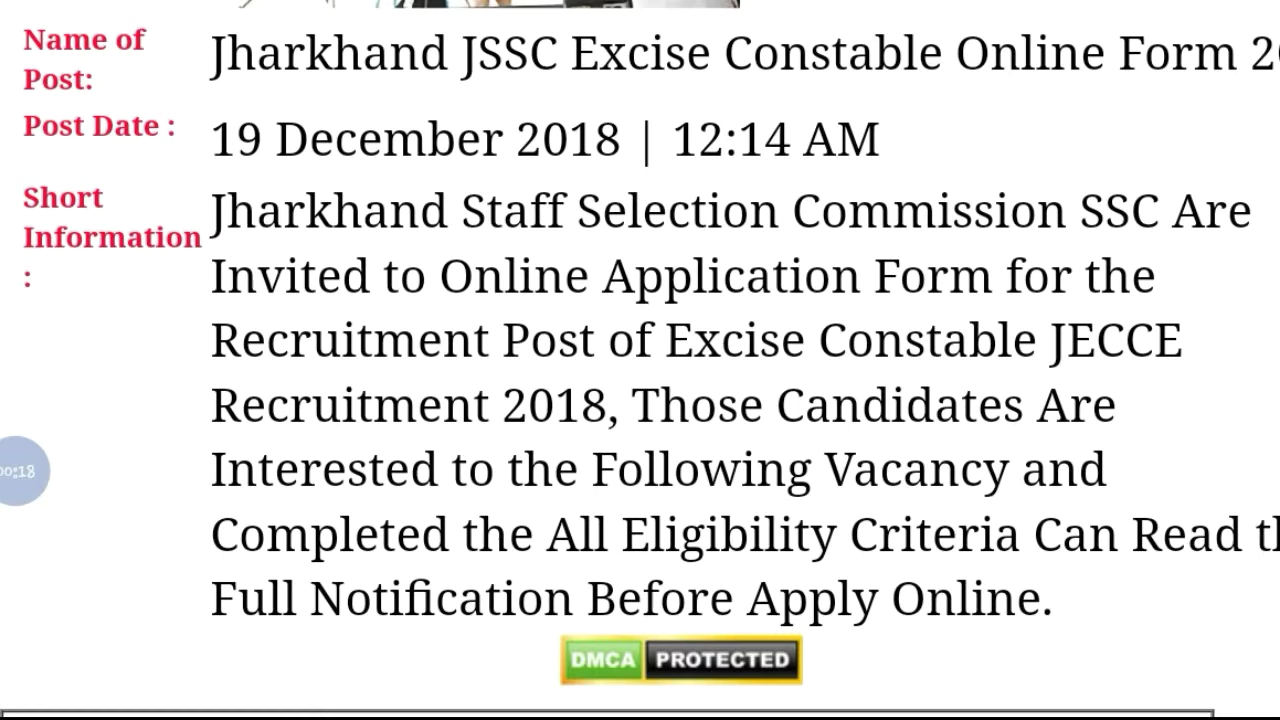 Name of
Post:
Jharkhand JSSC Excise Constable Online Form
Post Date :
19 December 2018 | 12:14 AM
Short
Information
:
Jharkhand Staff Selection Commission SSC Are
Invited to Online Application Form for the
Recruitment Post of Excise Constable JECCE
Recruitment 2018, Those Candidates Are
Interested to the Following Vacancy and
Completed the All Eligibility Criteria Can Read
Full Notification Before Apply Online.
00:18
DMCA PROTECTED